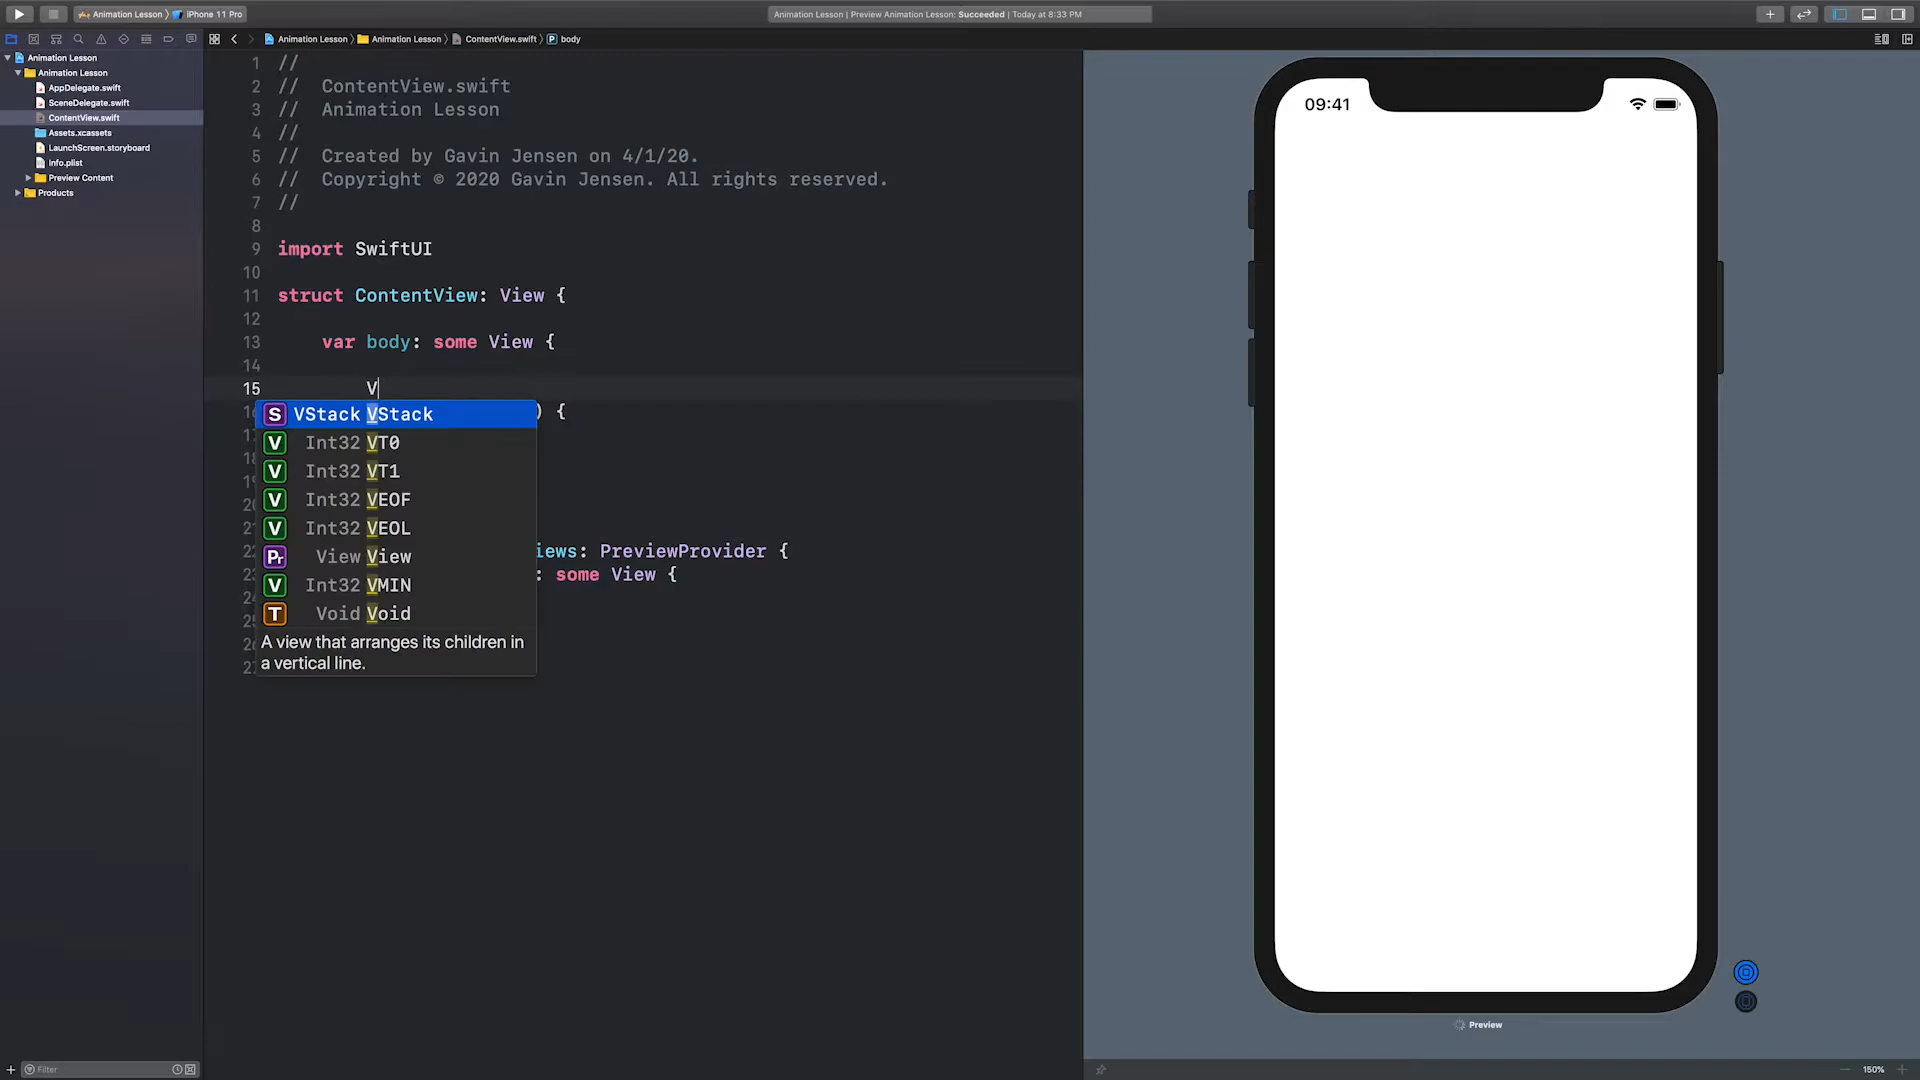 Animation Lesson
iPhone 11 Pro
Animation Lesson | Preview Animation Lesson: Succeeded | Today at 8:33 PM
Animation Lesson
Animation Lesson
ContentView.swift
body
Animation Lesson
Animation Lesson
AppDelegate.swift
SceneDelegate.swift
ContentView.swift
Assets.xcassets
LaunchScreen.storyboard
Info.plist
Preview Content
Products
1 //
2 // ContentView.swift
3 // Animation Lesson
4 //
5 // Created by Gavin Jensen on 4/1/20.
6 // Copyright © 2020 Gavin Jensen. All rights reserved.
7 //
8
9 import SwiftUI
10
11 struct ContentView: View {
12
13 var body: some View {
14
15 V
) {
iews: PreviewProvider {
: some View {
S VStack VStack
V Int32 VT0
V Int32 VT1
V Int32 VEOF
V Int32 VEOL
Pr View View
V Int32 VMIN
T Void Void
A view that arranges its children in
a vertical line.
09:41
Preview
Filter
150%